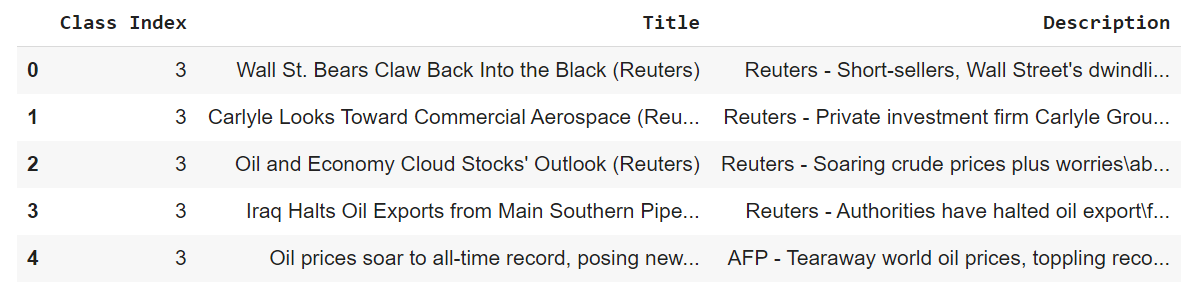 Class Index Title Description
0 3 Wall St. Bears Claw Back Into the Black (Reuters) Reuters - Short-sellers, Wall Street's dwindli...
1 3 Carlyle Looks Toward Commercial Aerospace (Reu... Reuters - Private investment firm Carlyle Grou...
2 3 Oil and Economy Cloud Stocks' Outlook (Reuters) Reuters - Soaring crude prices plus worries\ab...
3 3 Iraq Halts Oil Exports from Main Southern Pipe... Reuters - Authorities have halted oil export\f...
4 3 Oil prices soar to all-time record, posing new... AFP - Tearaway world oil prices, toppling reco...